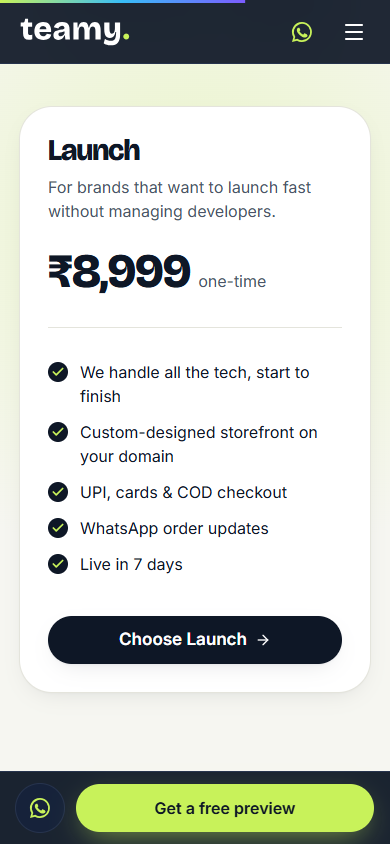 teamy.
Launch
For brands that want to launch fast
without managing developers.
₹8,999 one-time
We handle all the tech, start to
finish
Custom-designed storefront on
your domain
UPI, cards & COD checkout
WhatsApp order updates
Live in 7 days
Choose Launch →
Get a free preview